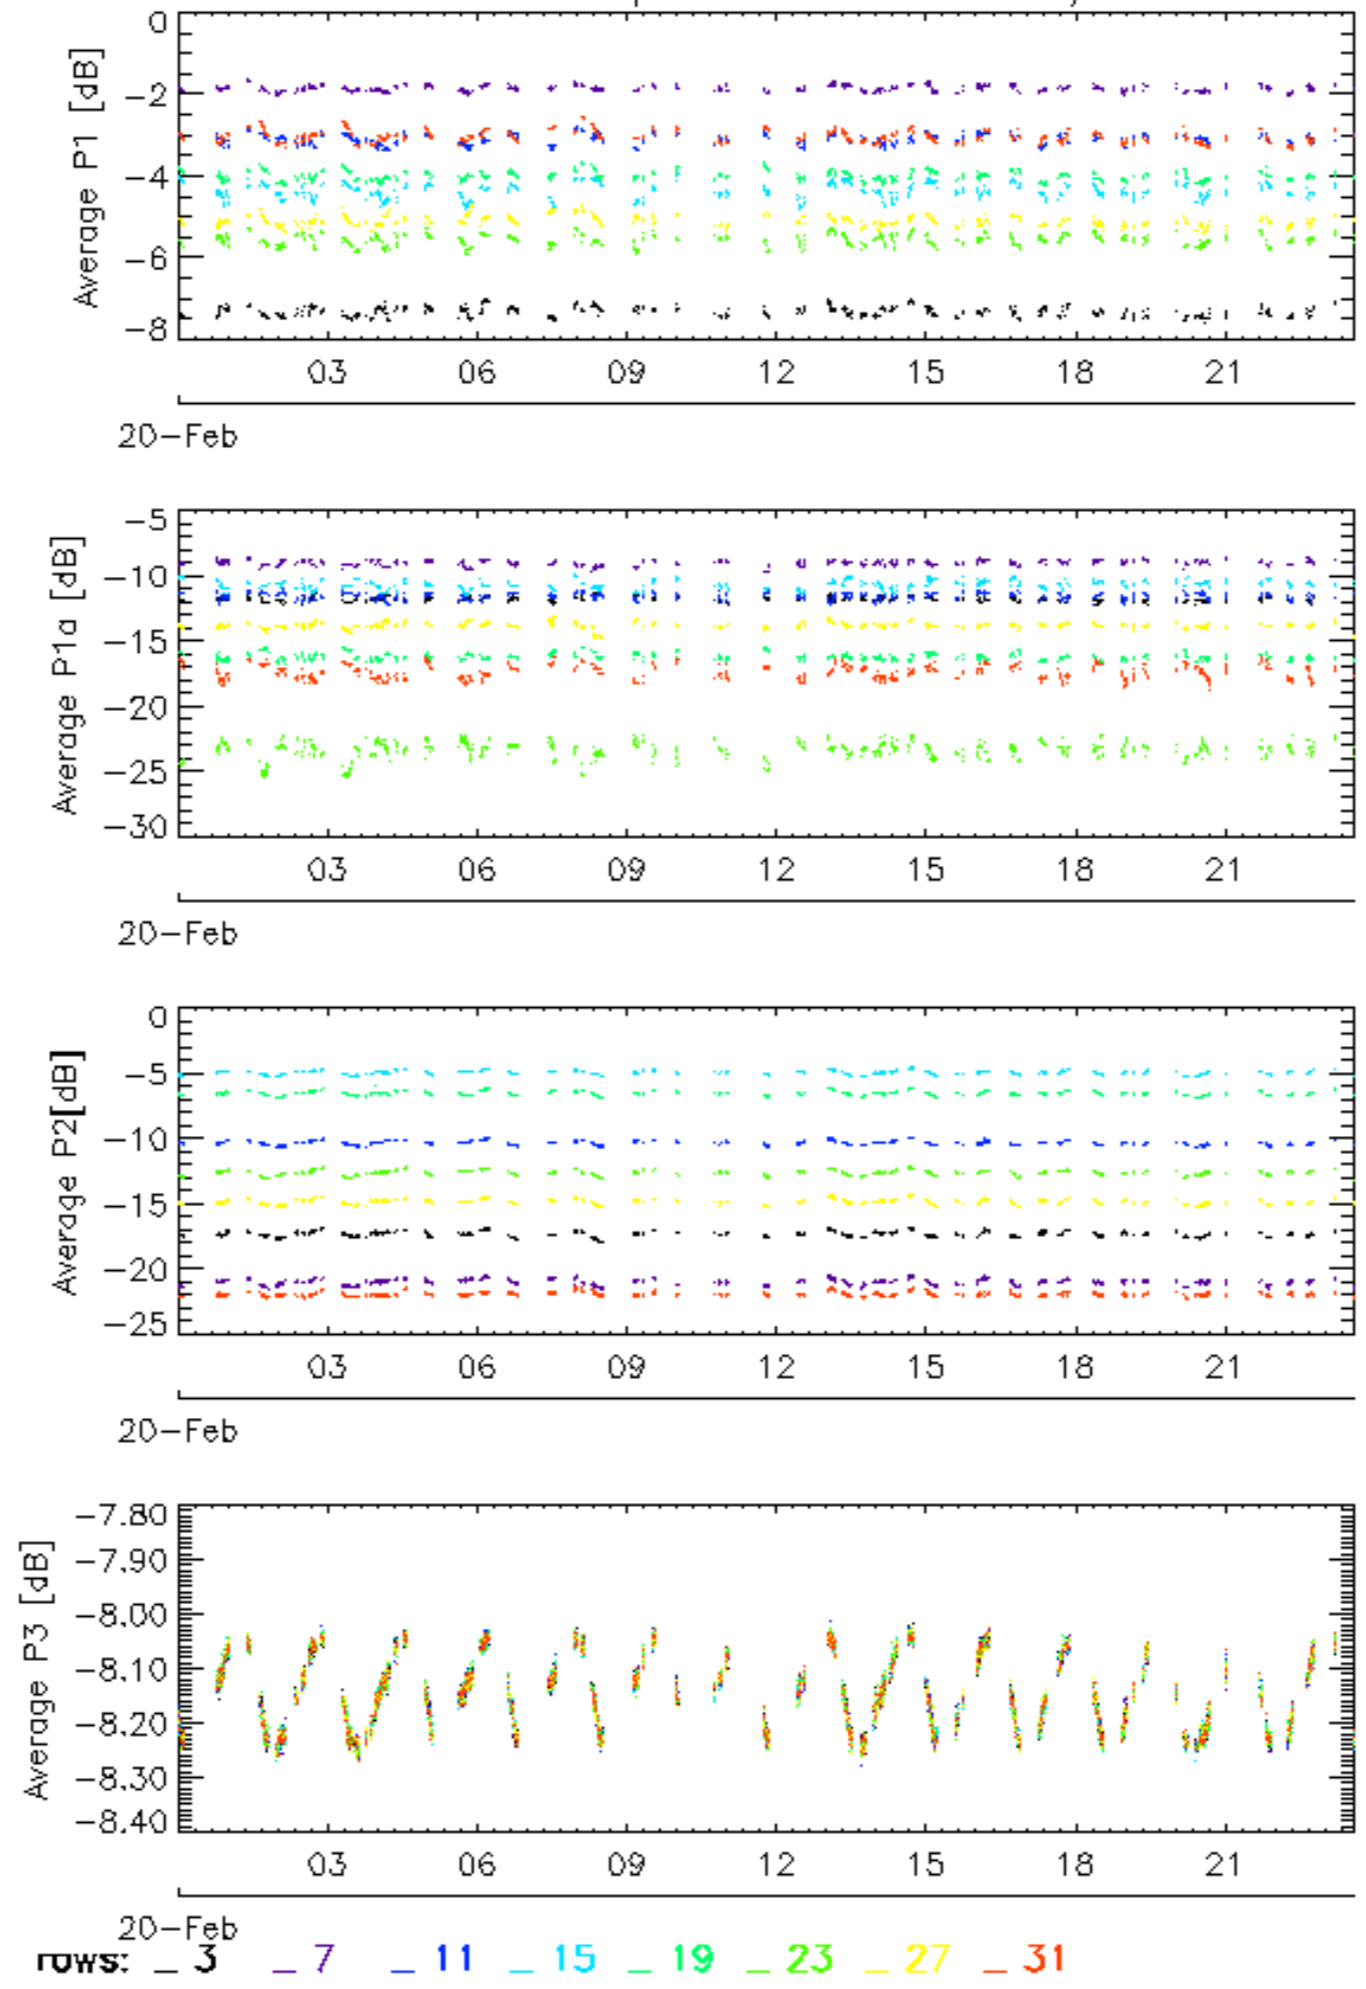 Average P1 [dB]
0
-2
-4
-6
-8
03 06 09 12 15 18 21
20-Feb
Average P1a [dB]
-5
-10
-15
-20
-25
-30
03 06 09 12 15 18 21
20-Feb
Average P2[dB]
0
-5
-10
-15
-20
-25
03 06 09 12 15 18 21
20-Feb
Average P3 [dB]
-7.80
-7.90
-8.00
-8.10
-8.20
-8.30
-8.40
03 06 09 12 15 18 21
20-Feb
rows: _ 3 _ 7 _ 11 _ 15 _ 19 _ 23 _ 27 _ 31